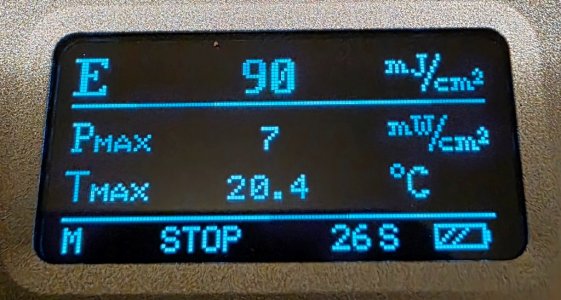 E 90 mJ/cm²
PMAX 7 mW/cm²
TMAX 20.4 °C
M STOP 26 S